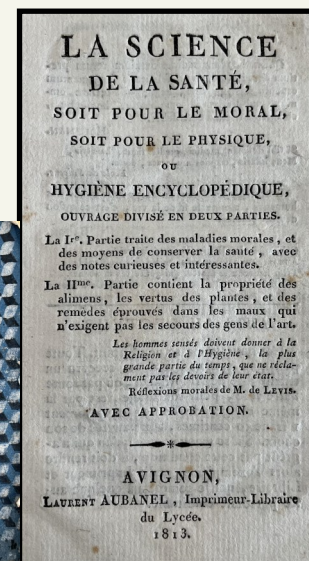 LA SCIENCE
DE LA SANTÉ,
SOIT POUR LE MORAL,
SOIT POUR LE PHYSIQUE,
OU
HYGIÈNE ENCYCLOPÉDIQUE,
OUVRAGE DIVISÉ EN DEUX PARTIES.
La Ire. Partie traite des maladies morales, et
des moyens de conserver la santé, avec
des notes curieuses et intéressantes.
La IIme. Partie contient la propriété des
alimens, les vertus des plantes, et des
remèdes éprouvés dans les maux qui
n'exigent pas les secours des gens de l'art.
Les hommes sensés doivent donner à la
Religion et à l'Hygiène, la plus
grande partie du temps, que ne récla-
ment pas les devoirs de leur état.
Réflexions morales de M. de LEVIS.
AVEC APPROBATION.
AVIGNON,
LAURENT AUBANEL, Imprimeur-Libraire
du Lycée.
1813.